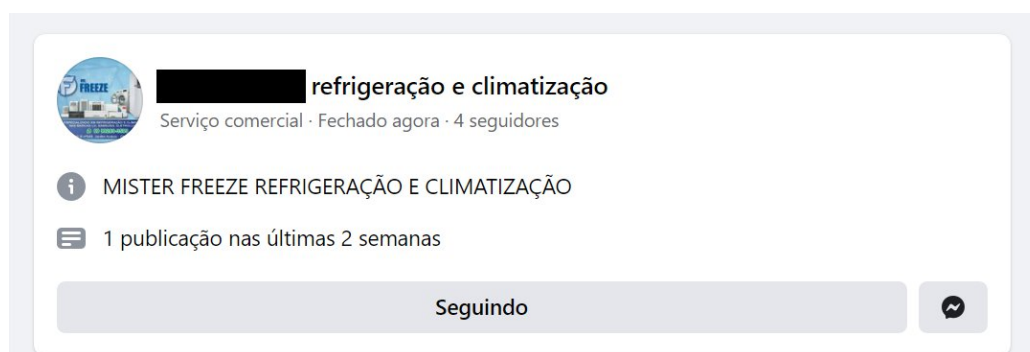 FREEZE
refrigeração e climatização
Serviço comercial · Fechado agora · 4 seguidores
MISTER FREEZE REFRIGERAÇÃO E CLIMATIZAÇÃO
1 publicação nas últimas 2 semanas
Seguindo